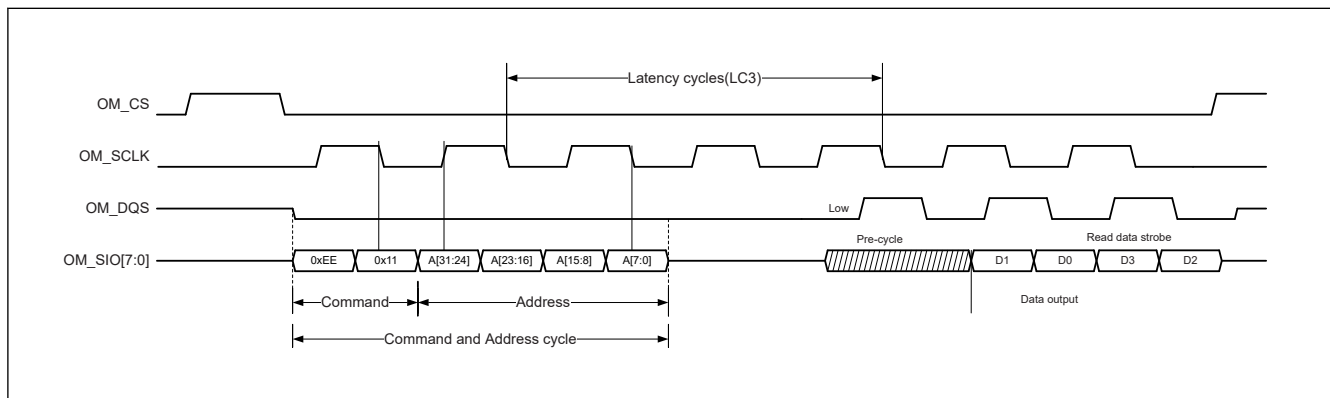 Latency cycles(LC3)
OM_CS
OM_SCLK
OM_DQS
Low
Pre-cycle
Read data strobe
OM_SIO[7:0]
0xEE
0x11
A[31:24]
A[23:16]
A[15:8]
A[7:0]
D1
D0
D3
D2
Command
Address
Data output
Command and Address cycle